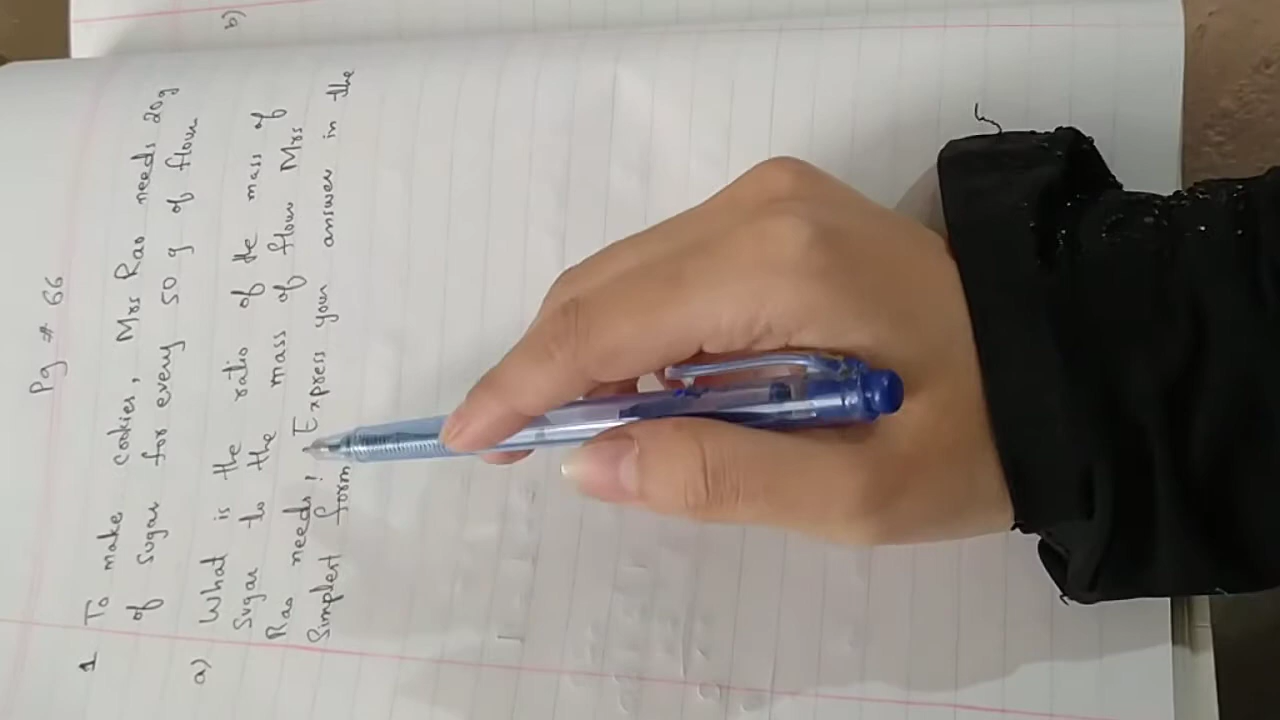 Pg # 66
1 To make cookies, Mrs Rao needs 20g
of sugar for every 50 g of flour
a) What is the ratio of the mass of
Sugar to the mass of flour Mrs
Rao needs? Express your answer in the
Simplest form
b)